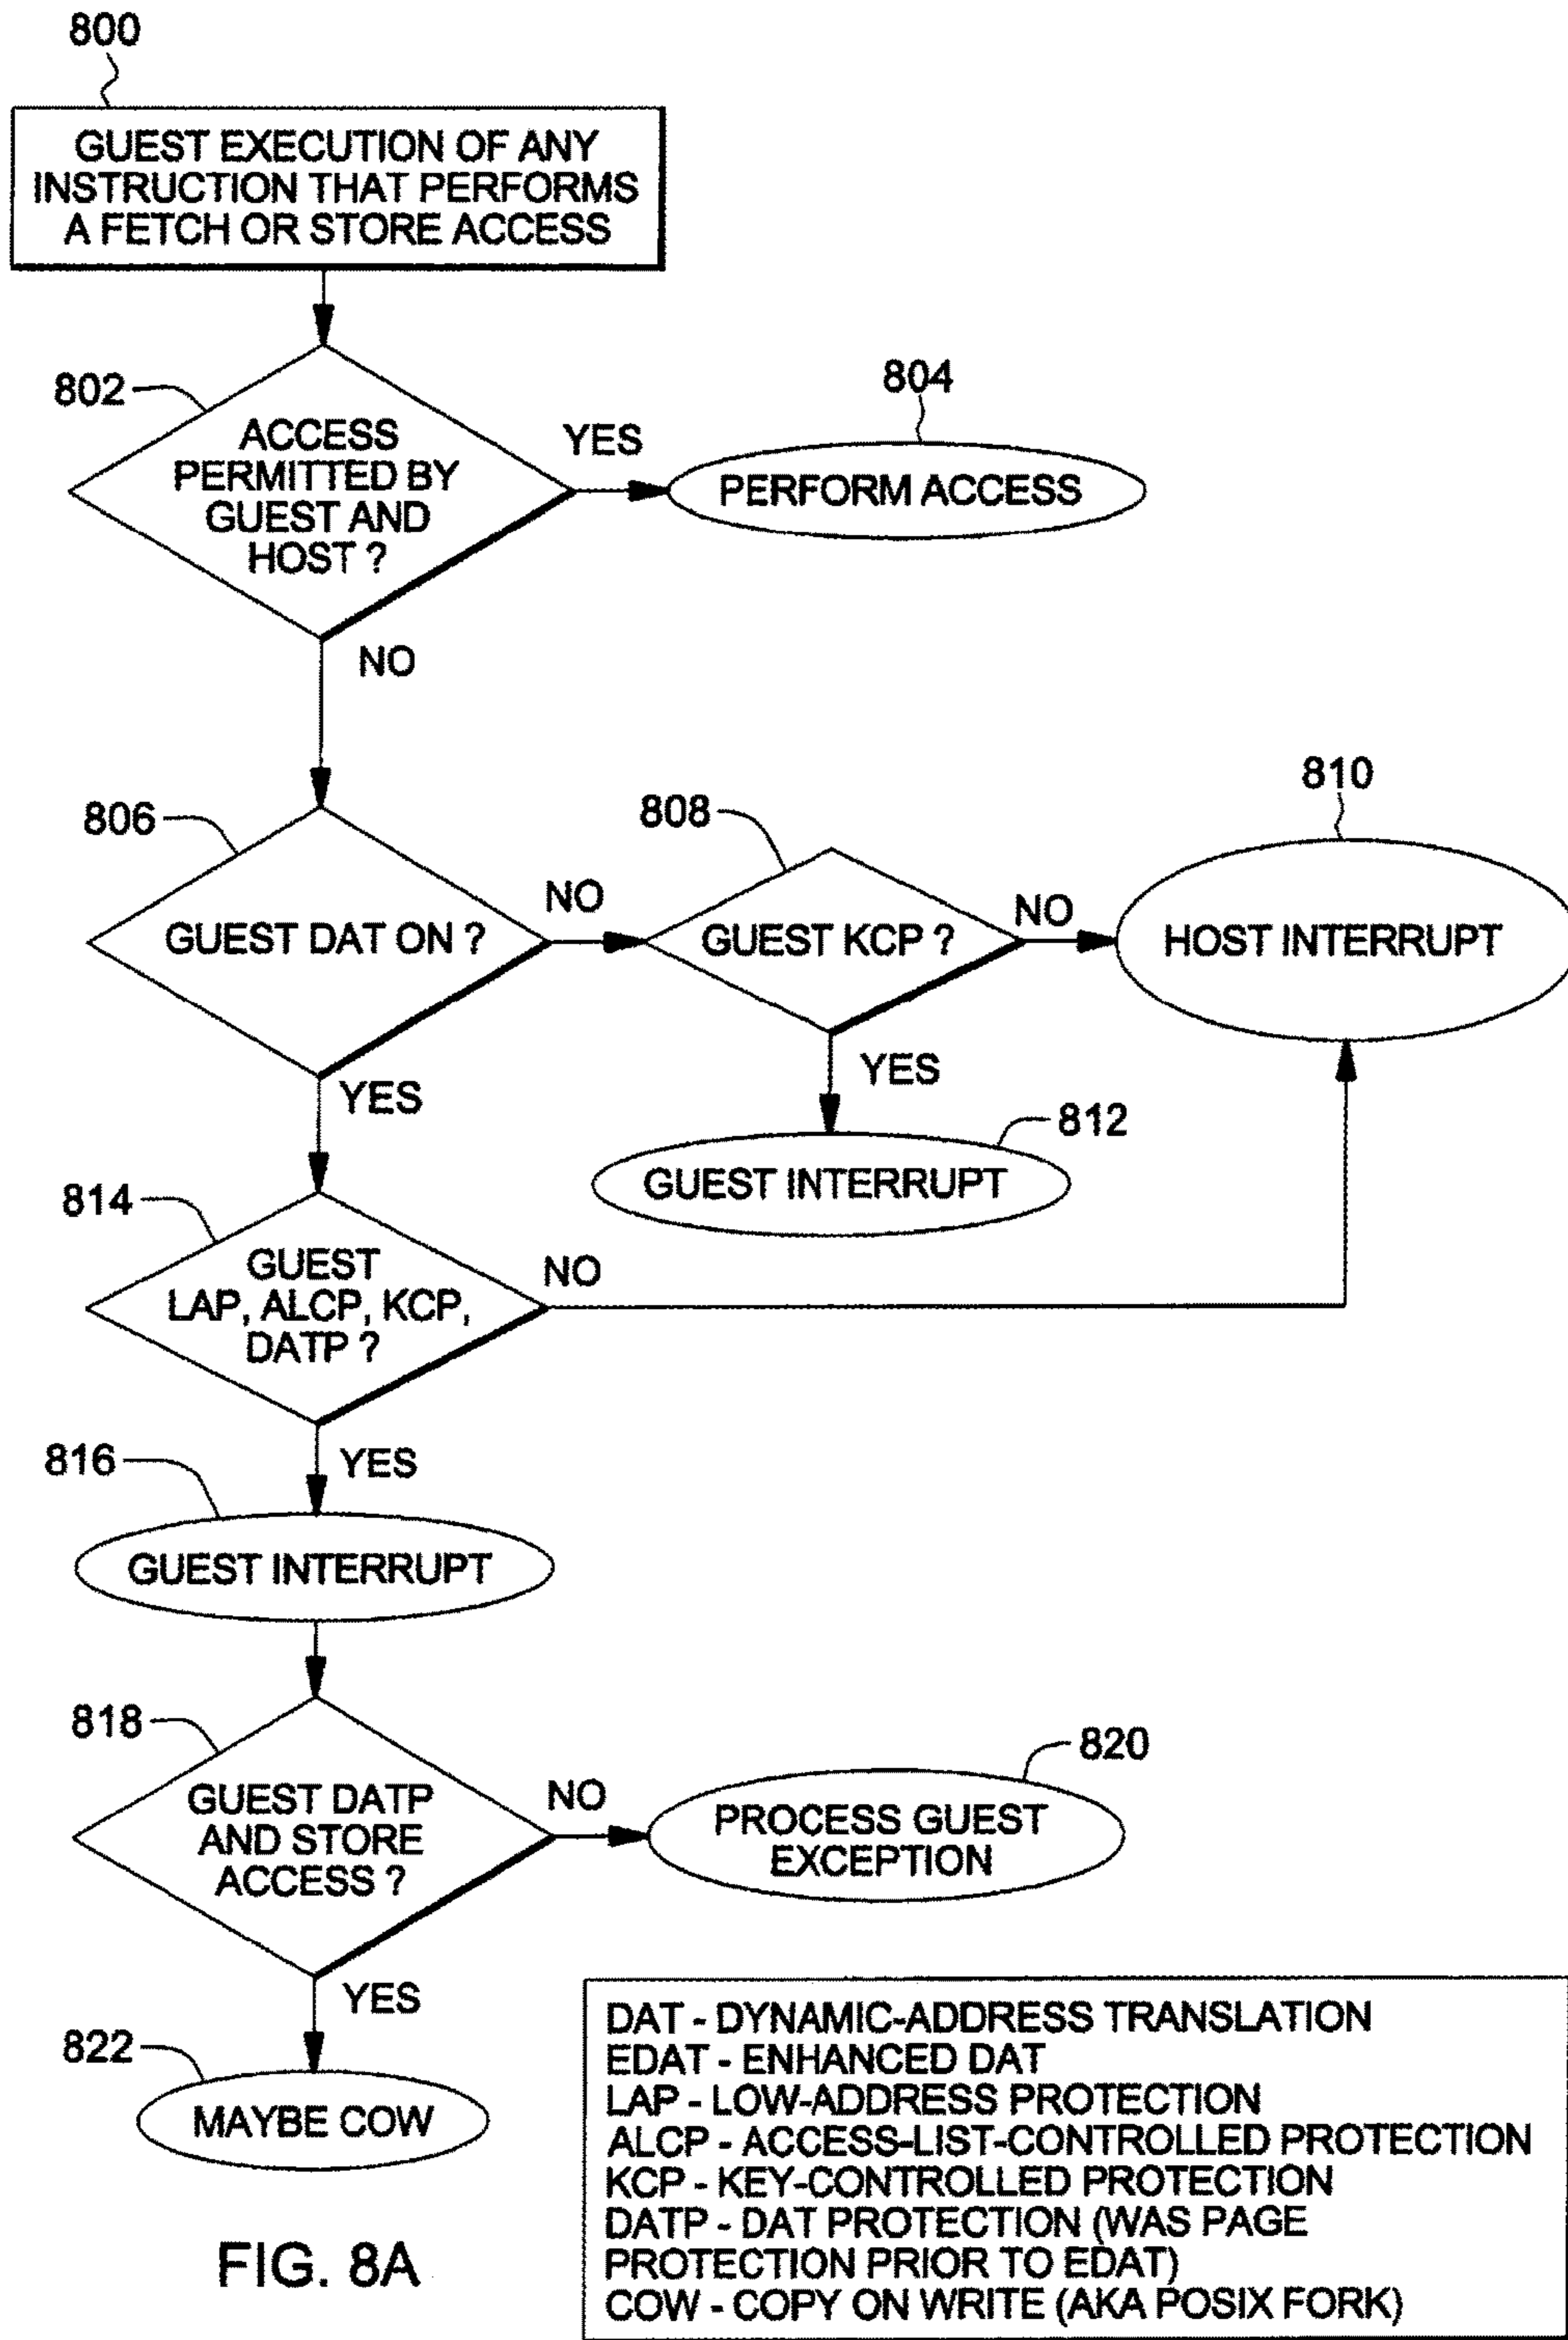 800
GUEST EXECUTION OF ANY
INSTRUCTION THAT PERFORMS
A FETCH OR STORE ACCESS
802
ACCESS
PERMITTED BY
GUEST AND
HOST ?
YES
804
PERFORM ACCESS
NO
806
GUEST DAT ON ?
NO
808
GUEST KCP ?
NO
810
HOST INTERRUPT
YES
812
GUEST INTERRUPT
YES
814
GUEST
LAP, ALCP, KCP,
DATP ?
NO
YES
816
GUEST INTERRUPT
818
GUEST DATP
AND STORE
ACCESS ?
NO
820
PROCESS GUEST
EXCEPTION
YES
822
MAYBE COW
DAT - DYNAMIC-ADDRESS TRANSLATION
EDAT - ENHANCED DAT
LAP - LOW-ADDRESS PROTECTION
ALCP - ACCESS-LIST-CONTROLLED PROTECTION
KCP - KEY-CONTROLLED PROTECTION
DATP - DAT PROTECTION (WAS PAGE
PROTECTION PRIOR TO EDAT)
COW - COPY ON WRITE (AKA POSIX FORK)
FIG. 8A